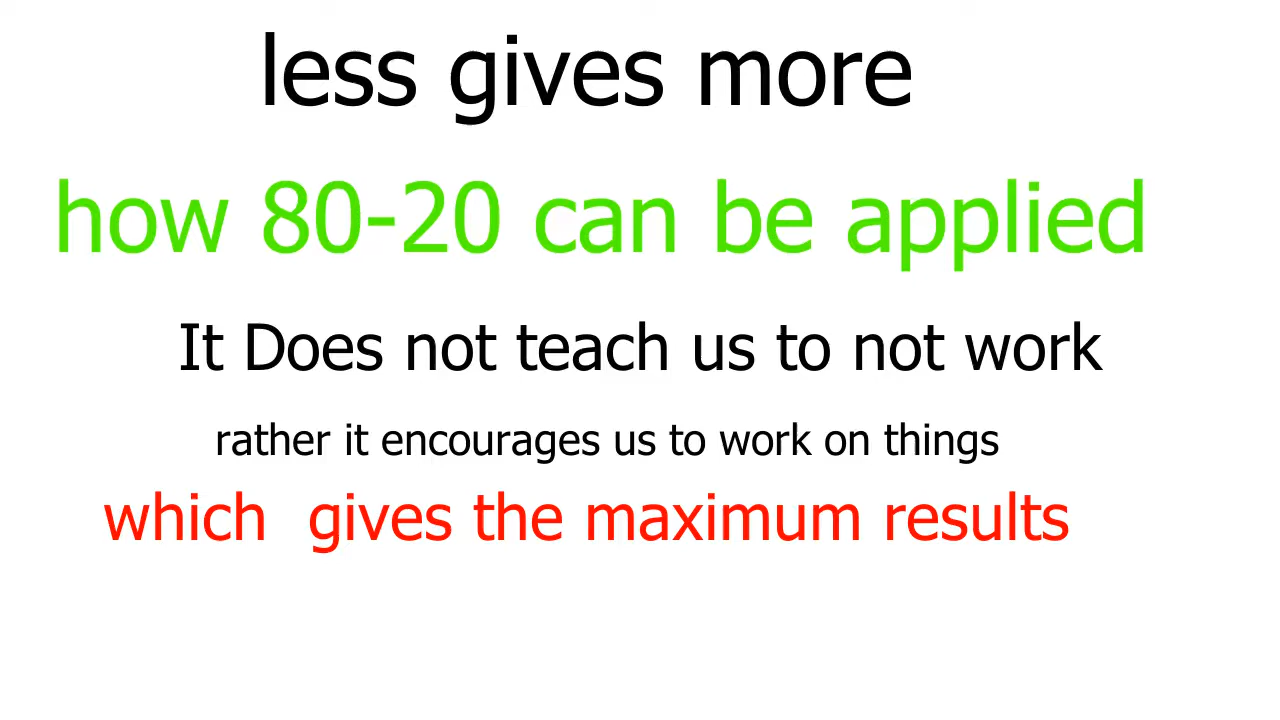 less gives more
how 80-20 can be applied
It Does not teach us to not work
rather it encourages us to work on things
which  gives the maximum results